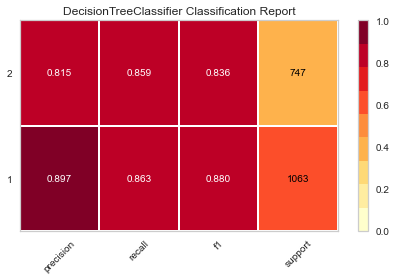 DecisionTreeClassifier Classification Report
2 0.815 0.859 0.836 747
1 0.897 0.863 0.880 1063
precision recall f1 support
1.0
0.8
0.6
0.4
0.2
0.0